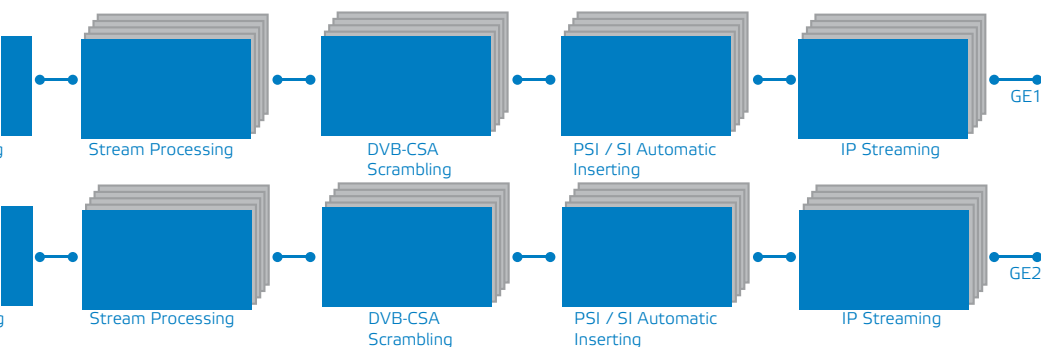 GE1
g Stream Processing DVB-CSA PSI / SI Automatic IP Streaming
Scrambling Inserting
GE2
g Stream Processing DVB-CSA PSI / SI Automatic IP Streaming
Scrambling Inserting